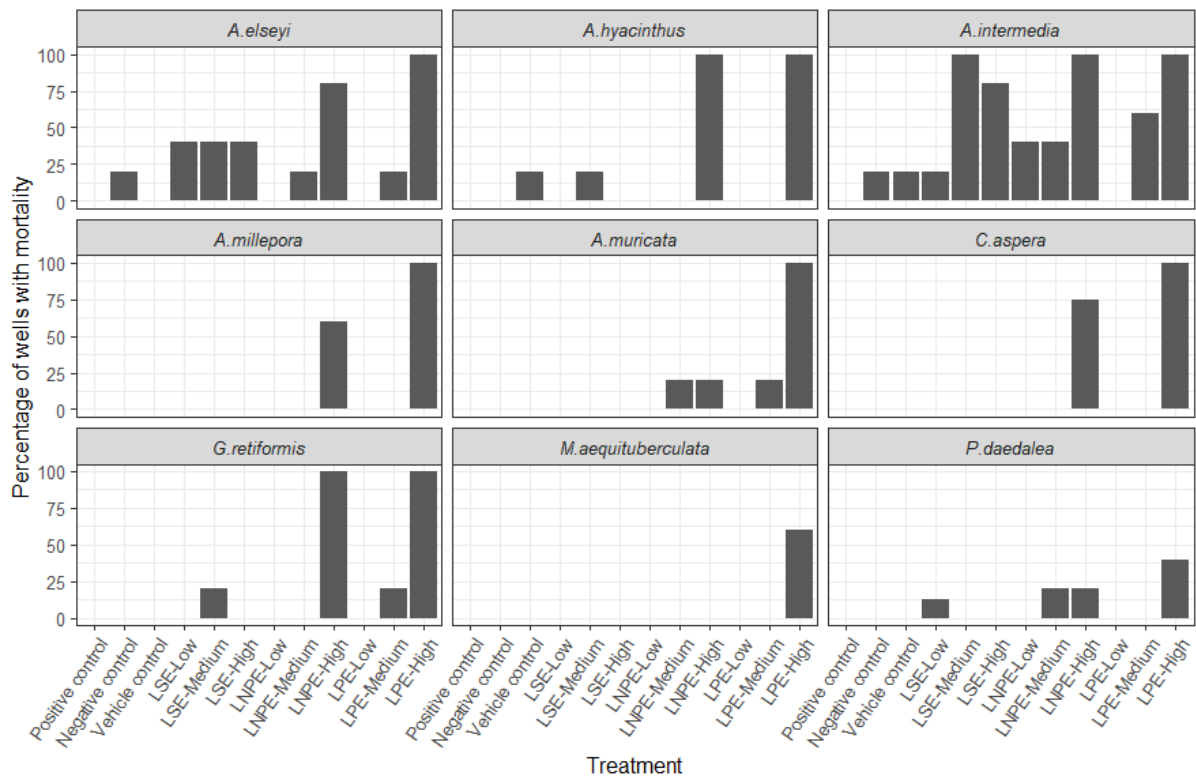 A.elseyi
A.hyacinthus
A.intermedia
100
75
50
25
0
A.millepora
A.muricata
C.aspera
100
75
50
25
0
G.retiformis
M.aequituberculata
P.daedalea
100
75
50
25
0
Percentage of wells with mortality
Positive control
Negative control
Vehicle control
LSE-Low
LSE-Medium
LSE-High
LNPE-Low
LNPE-Medium
LNPE-High
LPE-Low
LPE-Medium
LPE-High
Positive control
Negative control
Vehicle control
LSE-Low
LSE-Medium
LSE-High
LNPE-Low
LNPE-Medium
LNPE-High
LPE-Low
LPE-Medium
LPE-High
Positive control
Negative control
Vehicle control
LSE-Low
LSE-Medium
LSE-High
LNPE-Low
LNPE-Medium
LNPE-High
LPE-Low
LPE-Medium
LPE-High
Treatment